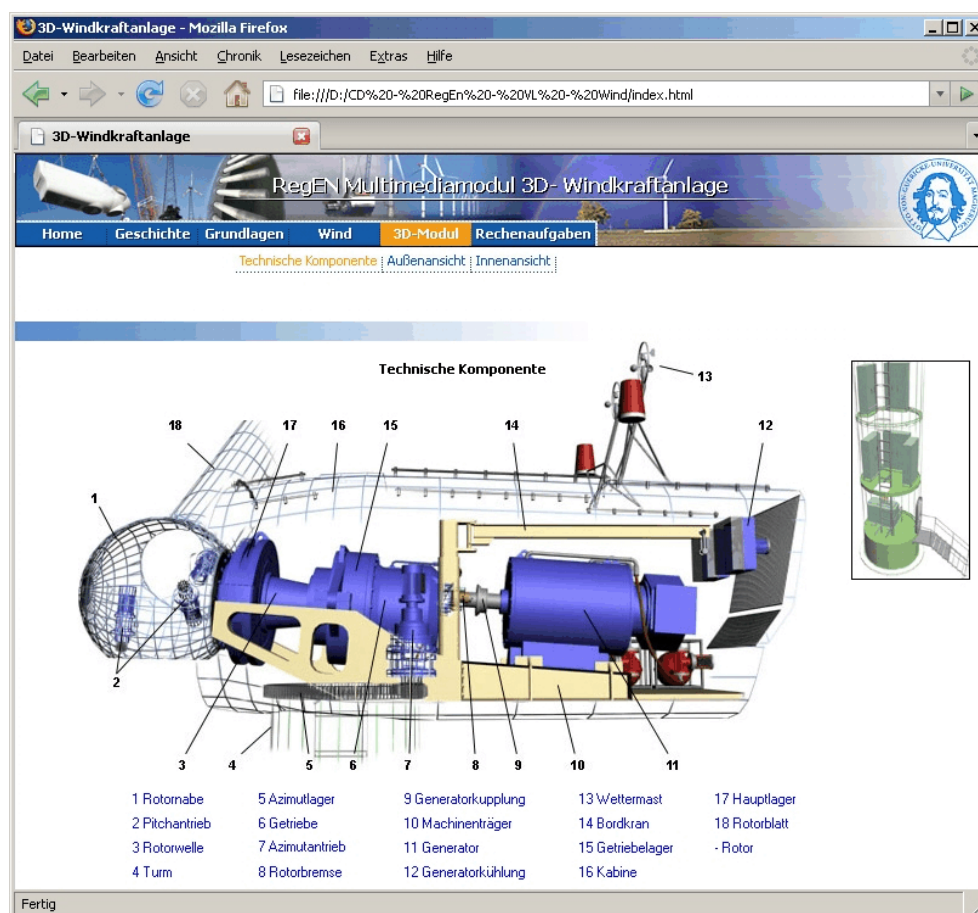 3D-Windkraftanlage - Mozilla Firefox
Datei Bearbeiten Ansicht Chronik Lesezeichen Extras Hilfe
file:///D:/CD%20-%20RegEn%20-%20VL%20-%20Wind/index.html
3D-Windkraftanlage
RegEN Multimediamodul 3D- Windkraftanlage
OTTO-VON-GUERICKE-UNIVERSITÄT MAGDEBURG
Home Geschichte Grundlagen Wind 3D-Modul Rechenaufgaben
Technische Komponente Außenansicht Innenansicht
Technische Komponente
13
18 17 16 15 14 12
1
2
3 4 5 6 7 8 9 10 11
1 Rotornabe 5 Azimutlager 9 Generatorkupplung 13 Wettermast 17 Hauptlager
2 Pitchantrieb 6 Getriebe 10 Machinenträger 14 Bordkran 18 Rotorblatt
3 Rotorwelle 7 Azimutantrieb 11 Generator 15 Getriebelager - Rotor
4 Turm 8 Rotorbremse 12 Generatorkühlung 16 Kabine
Fertig